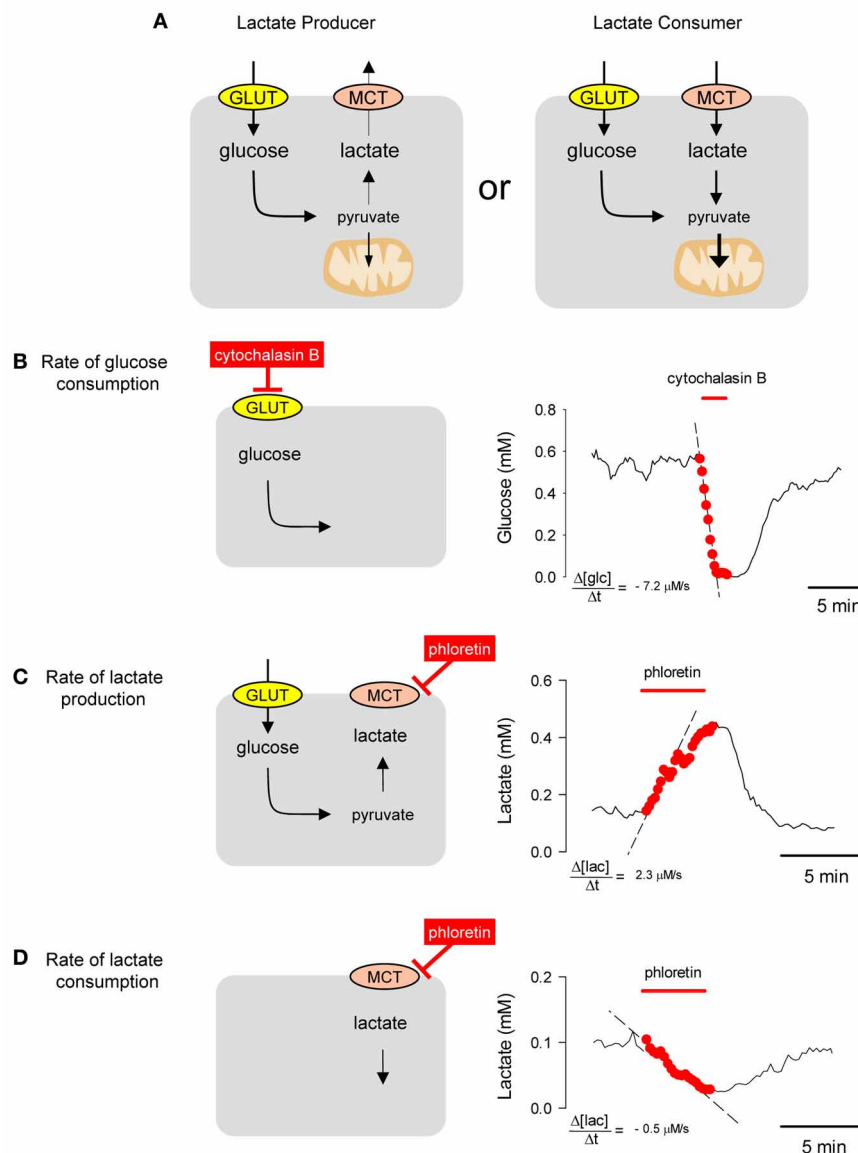 A
Lactate Producer
Lactate Consumer
GLUT
MCT
glucose
lactate
pyruvate
or
GLUT
MCT
glucose
lactate
pyruvate
B
Rate of glucose
consumption
cytochalasin B
GLUT
glucose
cytochalasin B
Glucose (mM)
0.8
0.6
0.4
0.2
0.0
Δ[glc]
Δt
= - 7.2 μM/s
5 min
C
Rate of lactate
production
phloretin
GLUT
MCT
glucose
lactate
pyruvate
phloretin
Lactate (mM)
0.6
0.4
0.2
0.0
Δ[lac]
Δt
= 2.3 μM/s
5 min
D
Rate of lactate
consumption
phloretin
MCT
lactate
phloretin
Lactate (mM)
0.2
0.1
0.0
Δ[lac]
Δt
= - 0.5 μM/s
5 min